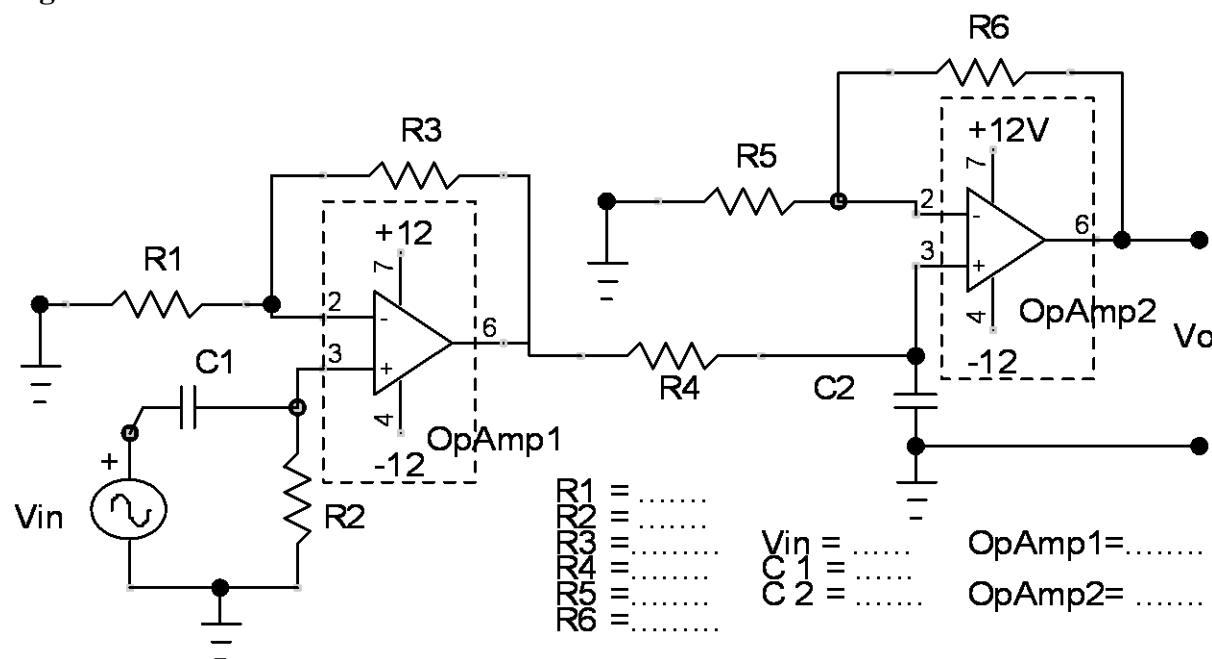 R6
+12V
R3
R5
7
2
-
6
+12
3
+
R1
7
OpAmp2
4
2
-
6
Vo
-12
C1
3
+
R4
C2
4
OpAmp1
+
-12
Vin
R2
R1 = .......
R2 = .......
R3 = .........
R4 = ........
R5 = ........
R6 = .........
Vin = ......
C 1 = ......
C 2 = .......
OpAmp1=........
OpAmp2= .......